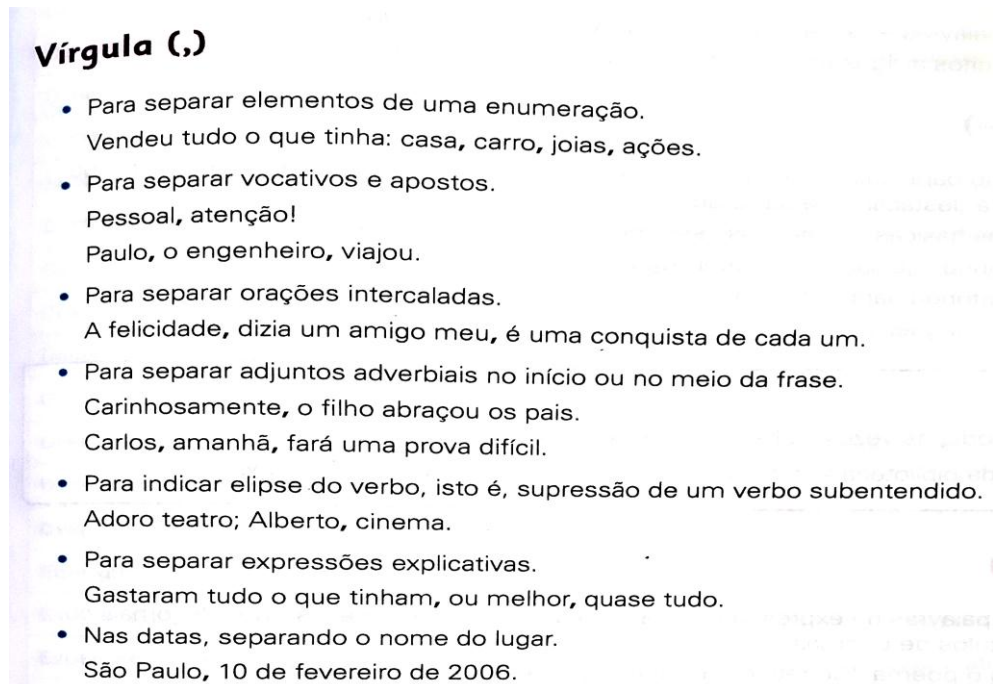 Vírgula (,)
• Para separar elementos de uma enumeração.
Vendeu tudo o que tinha: casa, carro, joias, ações.
• Para separar vocativos e apostos.
Pessoal, atenção!
Paulo, o engenheiro, viajou.
• Para separar orações intercaladas.
A felicidade, dizia um amigo meu, é uma conquista de cada um.
• Para separar adjuntos adverbiais no início ou no meio da frase.
Carinhosamente, o filho abraçou os pais.
Carlos, amanhã, fará uma prova difícil.
• Para indicar elipse do verbo, isto é, supressão de um verbo subentendido.
Adoro teatro; Alberto, cinema.
• Para separar expressões explicativas.
Gastaram tudo o que tinham, ou melhor, quase tudo.
• Nas datas, separando o nome do lugar.
São Paulo, 10 de fevereiro de 2006.